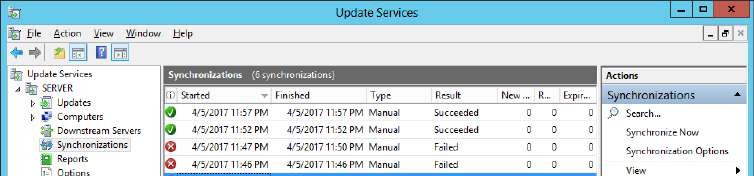 Update Services
File Action View Window Help
Update Services
SERVER
Updates
Computers
Downstream Servers
Synchronizations
Reports
Options
Synchronizations (6 synchronizations)
Started Finished Type Result New ... R... Expir...
4/5/2017 11:57 PM 4/5/2017 11:57 PM Manual Succeeded 0 0 0
4/5/2017 11:52 PM 4/5/2017 11:52 PM Manual Succeeded 0 0 0
4/5/2017 11:47 PM 4/5/2017 11:50 PM Manual Failed 0 0 0
4/5/2017 11:46 PM 4/5/2017 11:46 PM Manual Failed 0 0 0
Actions
Synchronizations
Search...
Synchronize Now
Synchronization Options
View